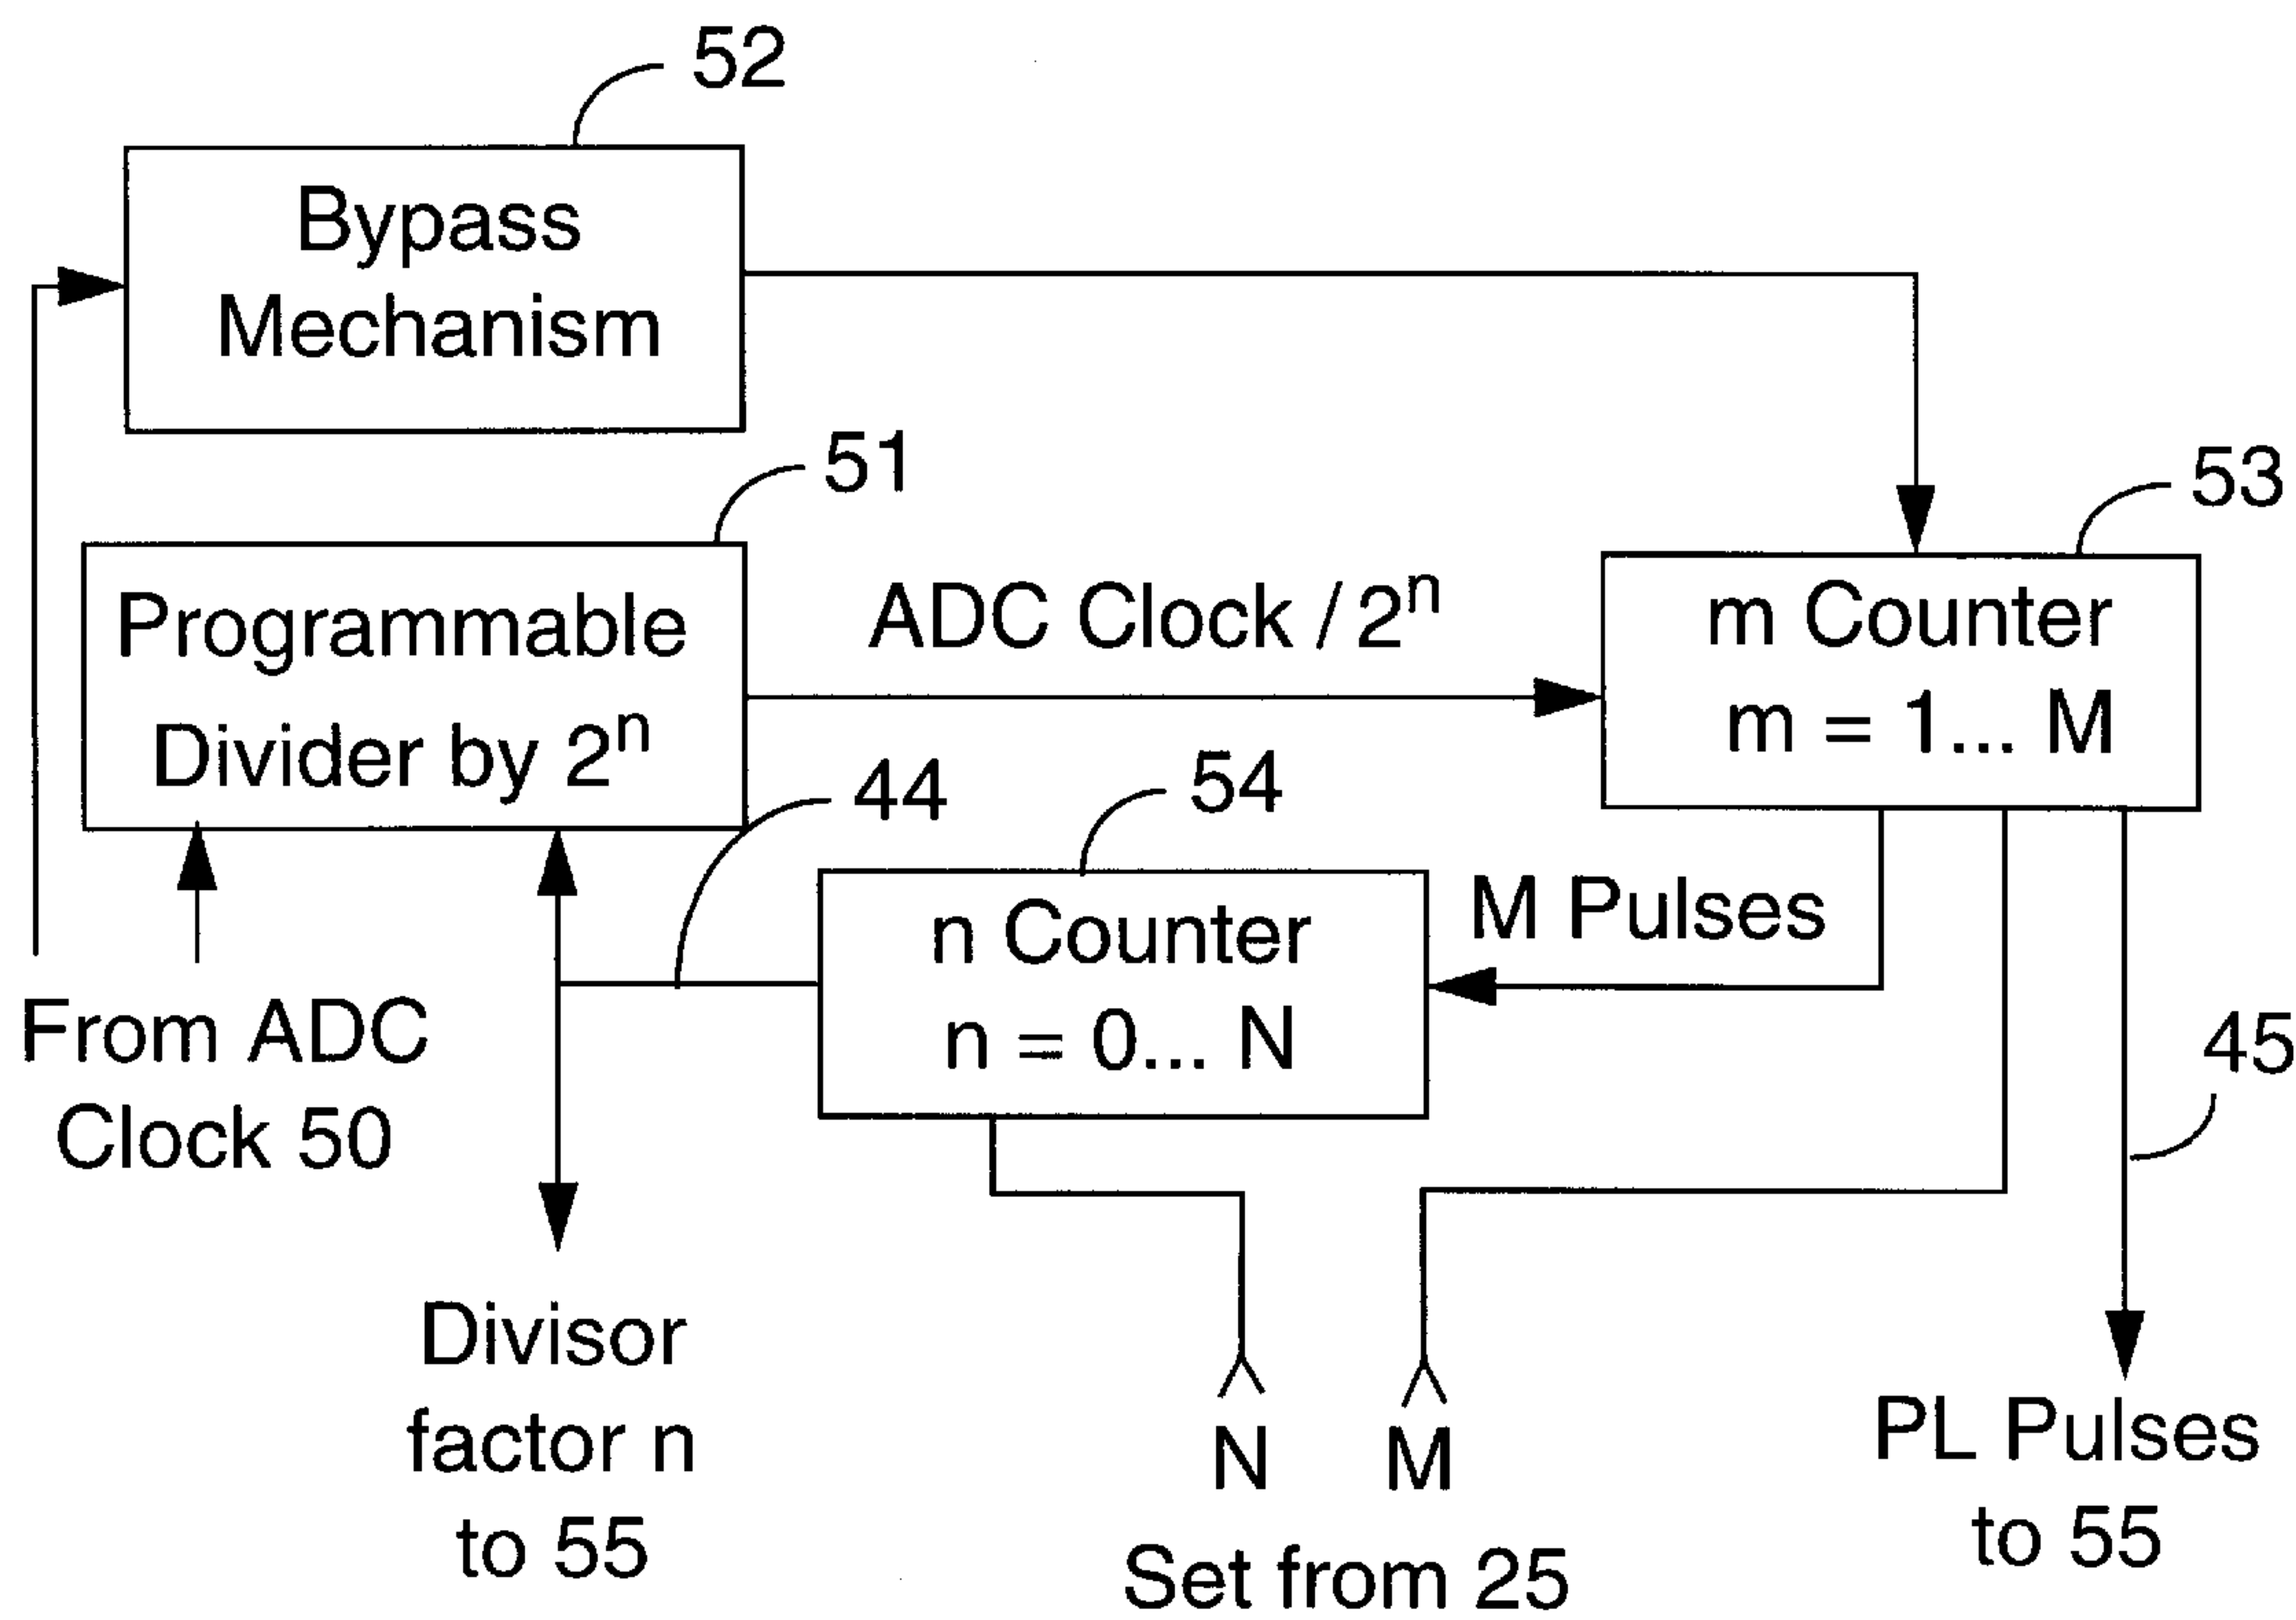 52
Bypass
Mechanism
51
53
Programmable
Divider by 2ⁿ
ADC Clock / 2ⁿ
m Counter
m = 1... M
44
54
n Counter
n = 0... N
M Pulses
45
From ADC
Clock 50
Divisor
factor n
to 55
N
M
Set from 25
PL Pulses
to 55